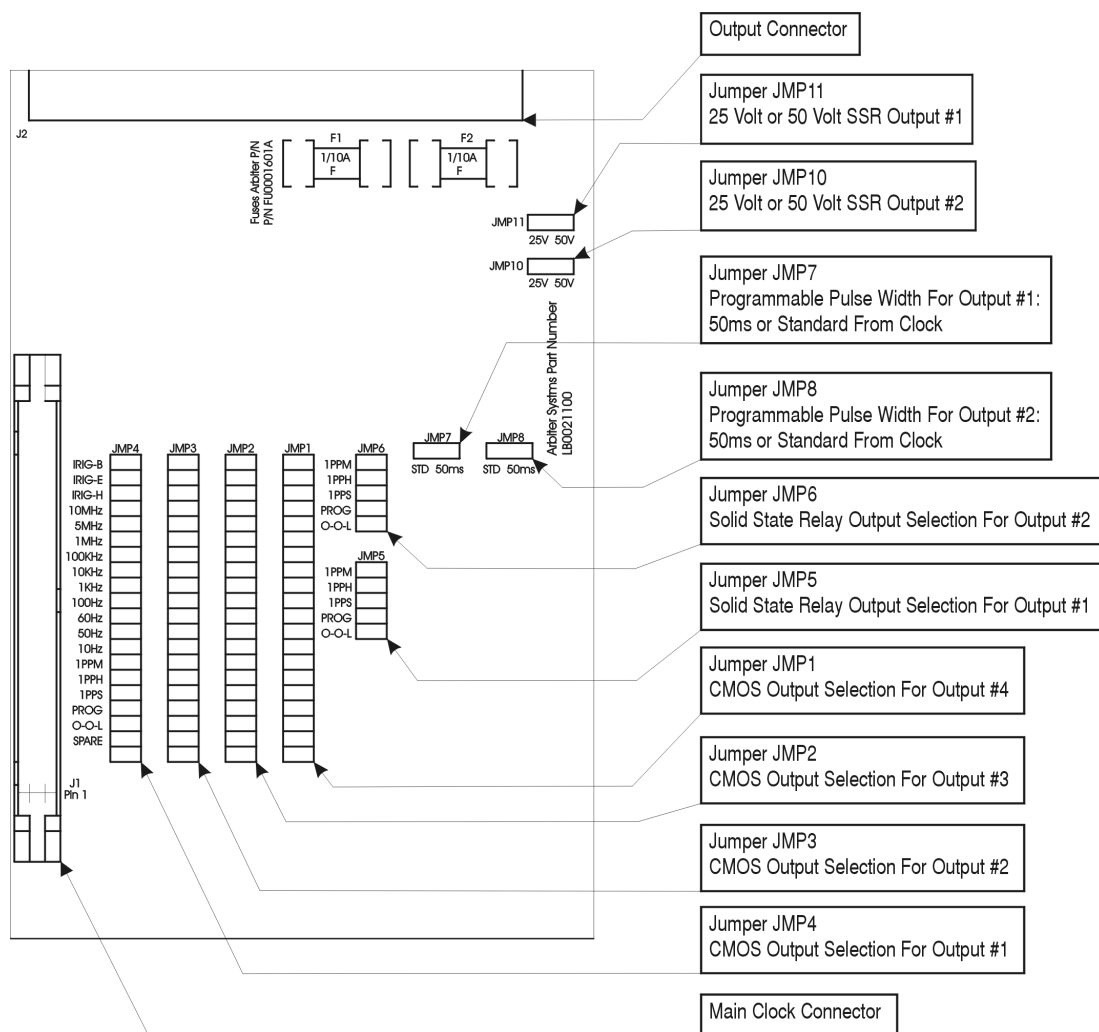 Output Connector
Jumper JMP11
25 Volt or 50 Volt SSR Output #1
Jumper JMP10
25 Volt or 50 Volt SSR Output #2
Jumper JMP7
Programmable Pulse Width For Output #1:
50ms or Standard From Clock
Jumper JMP8
Programmable Pulse Width For Output #2:
50ms or Standard From Clock
Jumper JMP6
Solid State Relay Output Selection For Output #2
Jumper JMP5
Solid State Relay Output Selection For Output #1
Jumper JMP1
CMOS Output Selection For Output #4
Jumper JMP2
CMOS Output Selection For Output #3
Jumper JMP3
CMOS Output Selection For Output #2
Jumper JMP4
CMOS Output Selection For Output #1
Main Clock Connector
J2
Fuses Arbiter P/N
P/N FU0001601A
F1
1/10A
F
F2
1/10A
F
JMP11
25V 50V
JMP10
25V 50V
Arbiter Systms Part Number
LB0021100
JMP7
STD 50ms
JMP8
STD 50ms
JMP4
JMP3
JMP2
JMP1
JMP6
IRIG-B
IRIG-E
IRIG-H
10MHz
5MHz
1MHz
100KHz
10KHz
1KHz
100Hz
60Hz
50Hz
10Hz
1PPM
1PPH
1PPS
PROG
O-O-L
SPARE
1PPM
1PPH
1PPS
PROG
O-O-L
JMP5
1PPM
1PPH
1PPS
PROG
O-O-L
J1
Pin 1